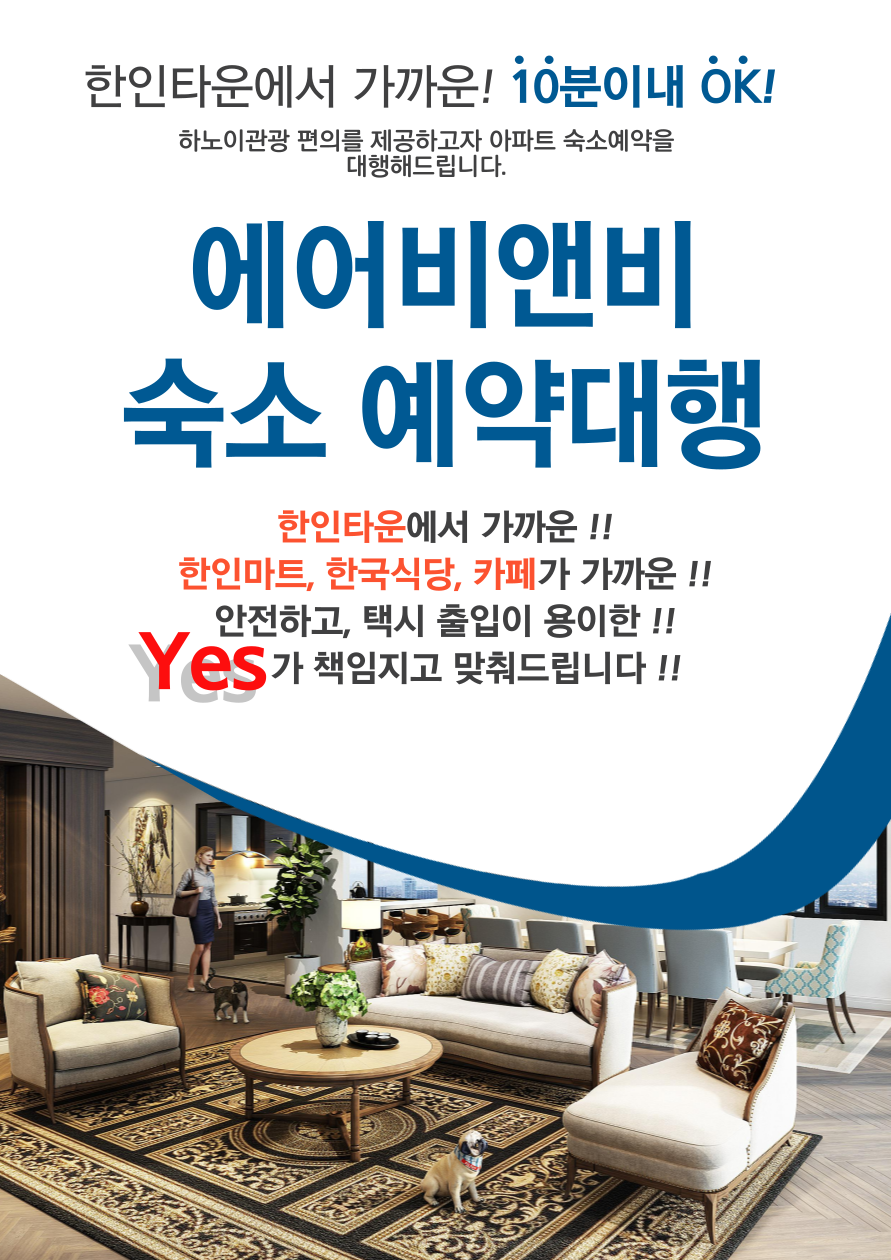 한인타운에서 가까운! 10분이내 OK!
하노이관광 편의를 제공하고자 아파트 숙소예약을
대행해드립니다.
에어비앤비
숙소 예약대행
한인타운에서 가까운 !!
한인마트, 한국식당, 카페가 가까운 !!
안전하고, 택시 출입이 용이한 !!
Yes가 책임지고 맞춰드립니다 !!